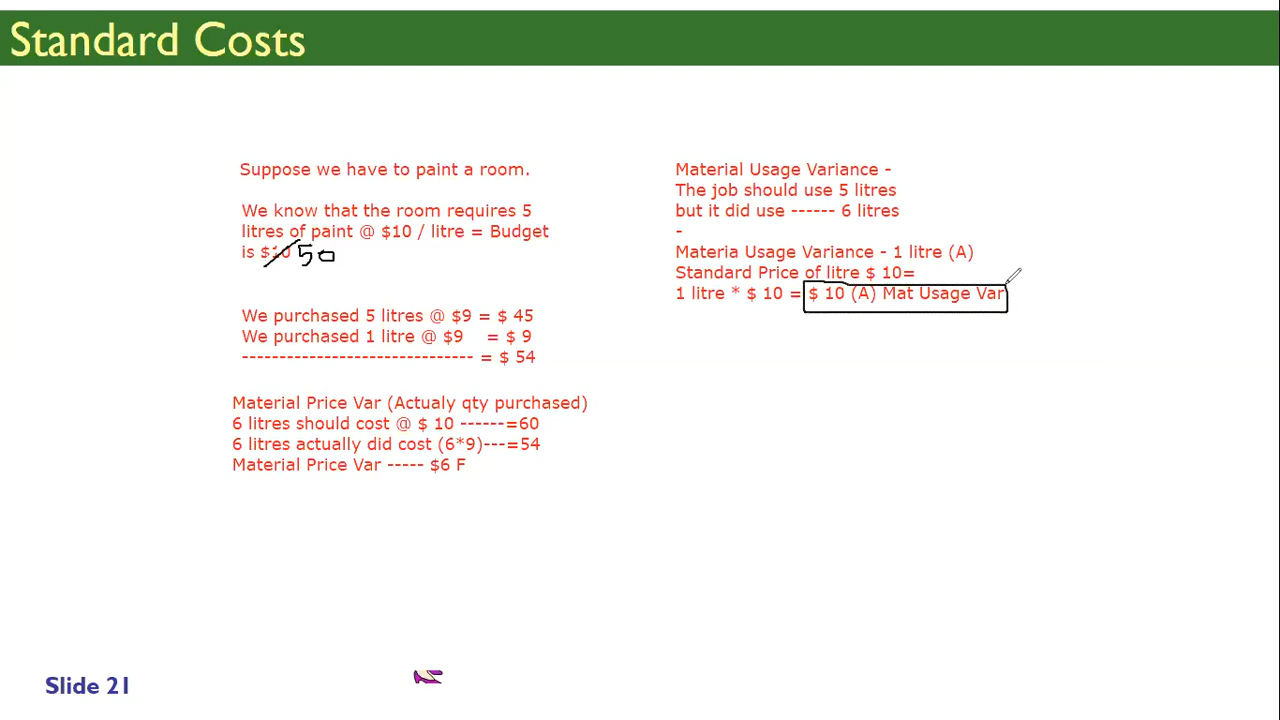 Standard Costs
Suppose we have to paint a room.
We know that the room requires 5
litres of paint @ $10 / litre = Budget
is $10 50
We purchased 5 litres @ $9 = $ 45
We purchased 1 litre @ $9 = $ 9
------------------------------- = $ 54
Material Price Var (Actualy qty purchased)
6 litres should cost @ $ 10 ------=60
6 litres actually did cost (6*9)---=54
Material Price Var ----- $6 F
Material Usage Variance -
The job should use 5 litres
but it did use ------ 6 litres
-
Materia Usage Variance - 1 litre (A)
Standard Price of litre $ 10=
1 litre * $ 10 = $ 10 (A) Mat Usage Var
Slide 21